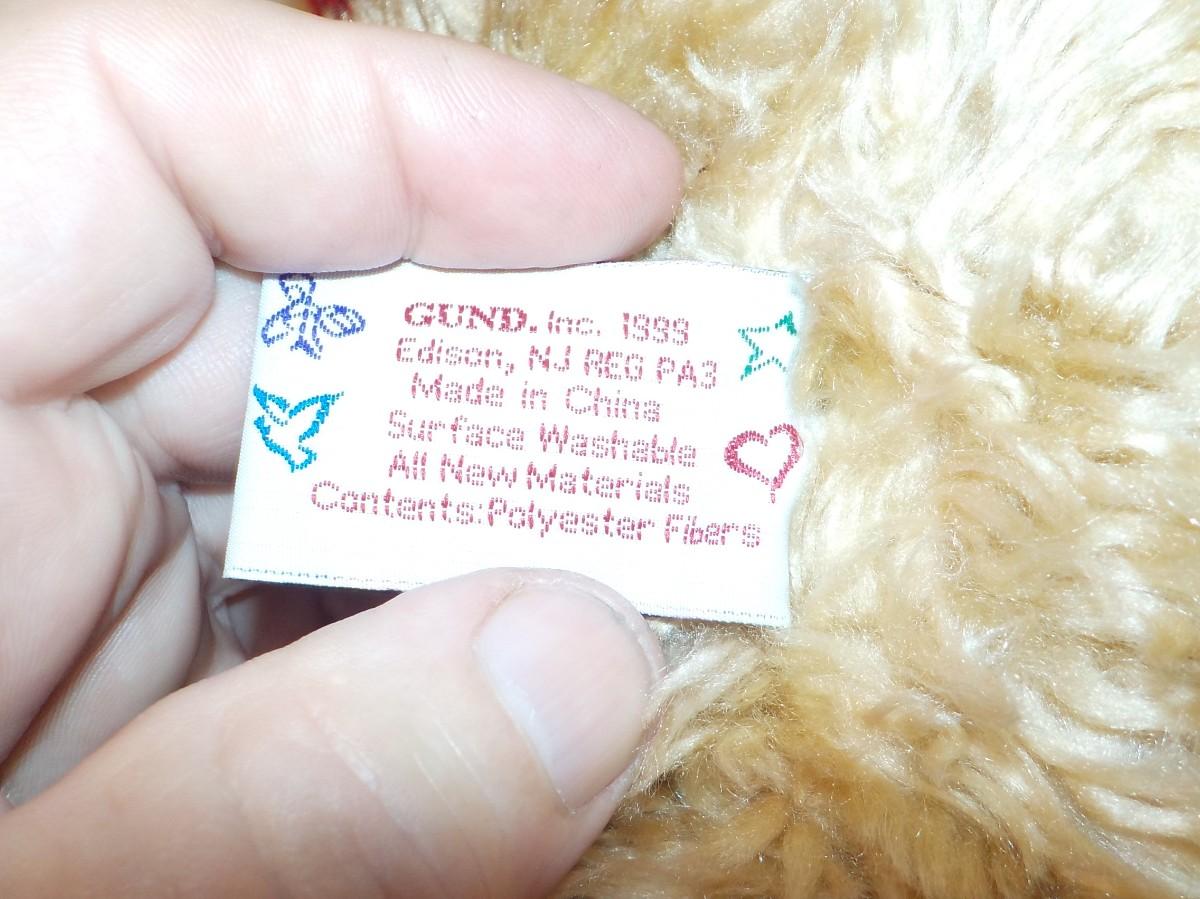 GUND. Inc. 1999
Edison, NJ REG PA3
Made in China
Surface Washable
All New Materials
Contents:Polyester Fibers